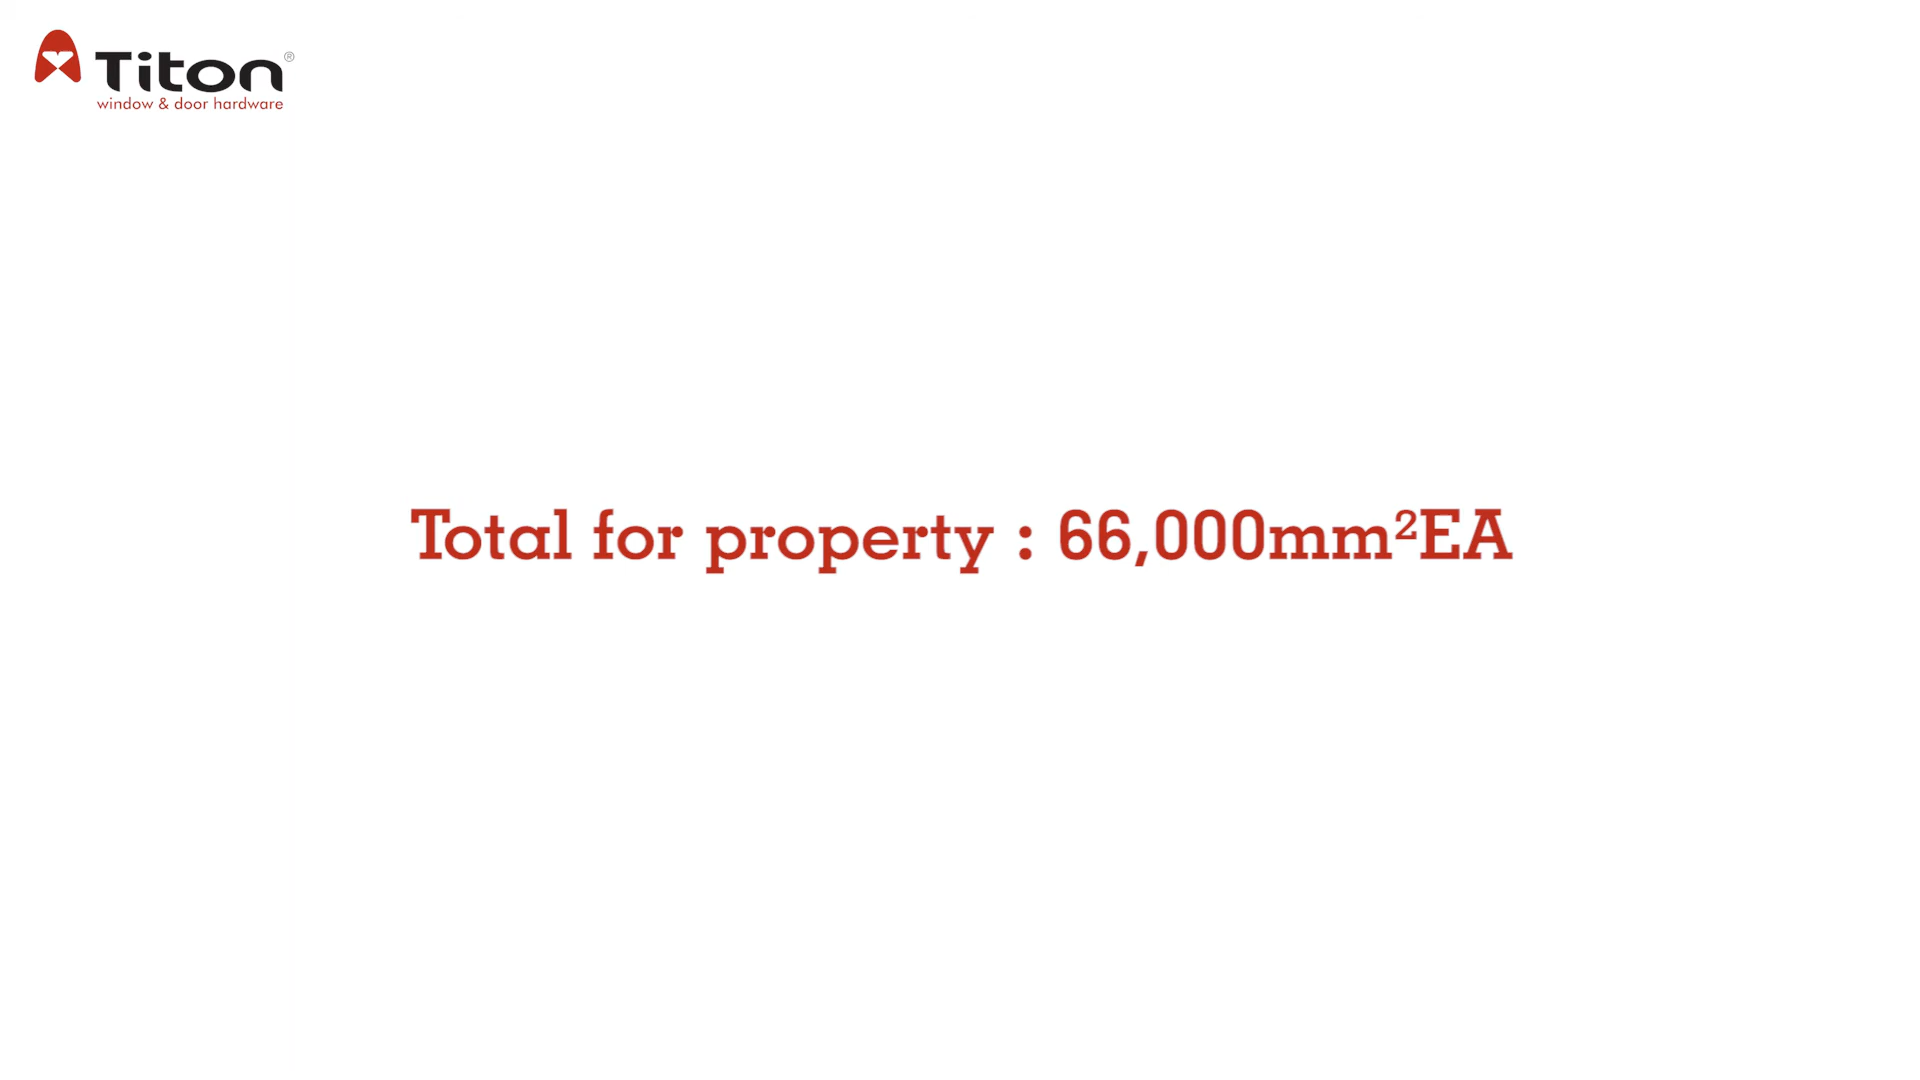 Titon®
window & door hardware
Total for property : 66,000mm²EA